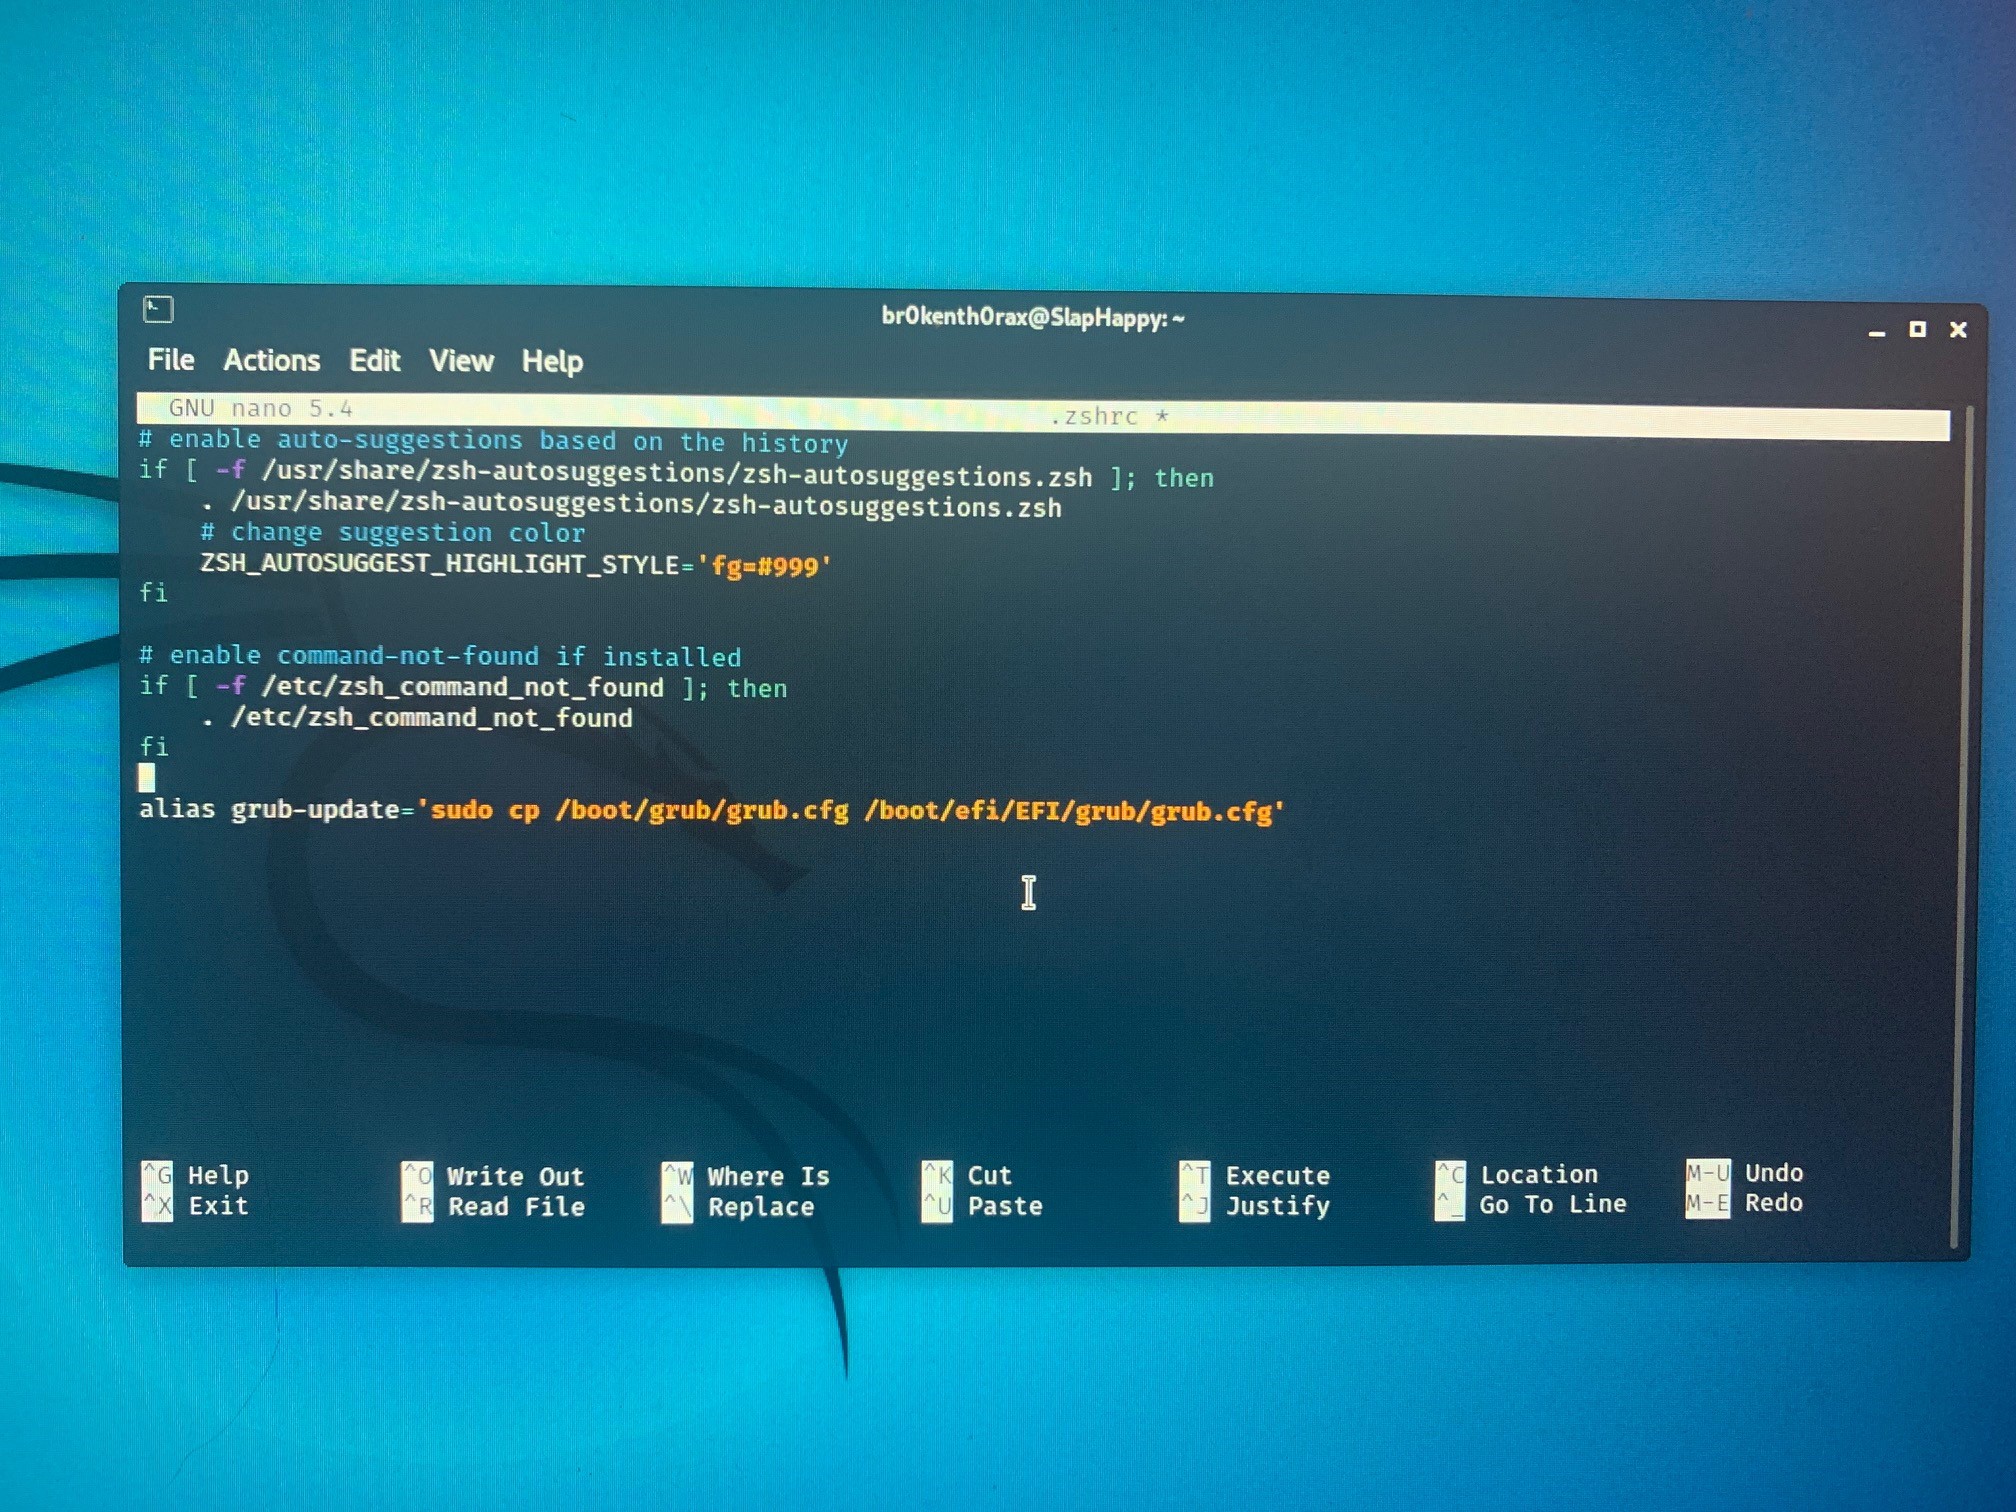 br0kenth0rax@SlapHappy: ~
File Actions Edit View Help
GNU nano 5.4 .zshrc *
# enable auto-suggestions based on the history
if [ -f /usr/share/zsh-autosuggestions/zsh-autosuggestions.zsh ]; then
    . /usr/share/zsh-autosuggestions/zsh-autosuggestions.zsh
    # change suggestion color
    ZSH_AUTOSUGGEST_HIGHLIGHT_STYLE='fg=#999'
fi
# enable command-not-found if installed
if [ -f /etc/zsh_command_not_found ]; then
    . /etc/zsh_command_not_found
fi
alias grub-update='sudo cp /boot/grub/grub.cfg /boot/efi/EFI/grub/grub.cfg'
^G Help ^O Write Out ^W Where Is ^K Cut ^T Execute ^C Location M-U Undo
^X Exit ^R Read File ^\ Replace ^U Paste ^J Justify ^_ Go To Line M-E Redo